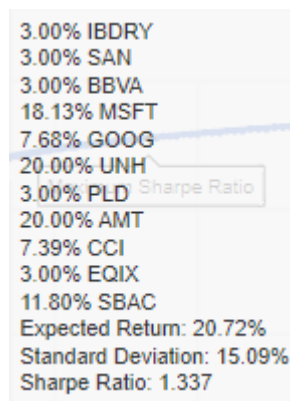 3.00% IBDRY
3.00% SAN
3.00% BBVA
18.13% MSFT
7.68% GOOG
20.00% UNH
3.00% PLD
Sharpe Ratio
20.00% AMT
7.39% CCI
3.00% EQIX
11.80% SBAC
Expected Return: 20.72%
Standard Deviation: 15.09%
Sharpe Ratio: 1.337